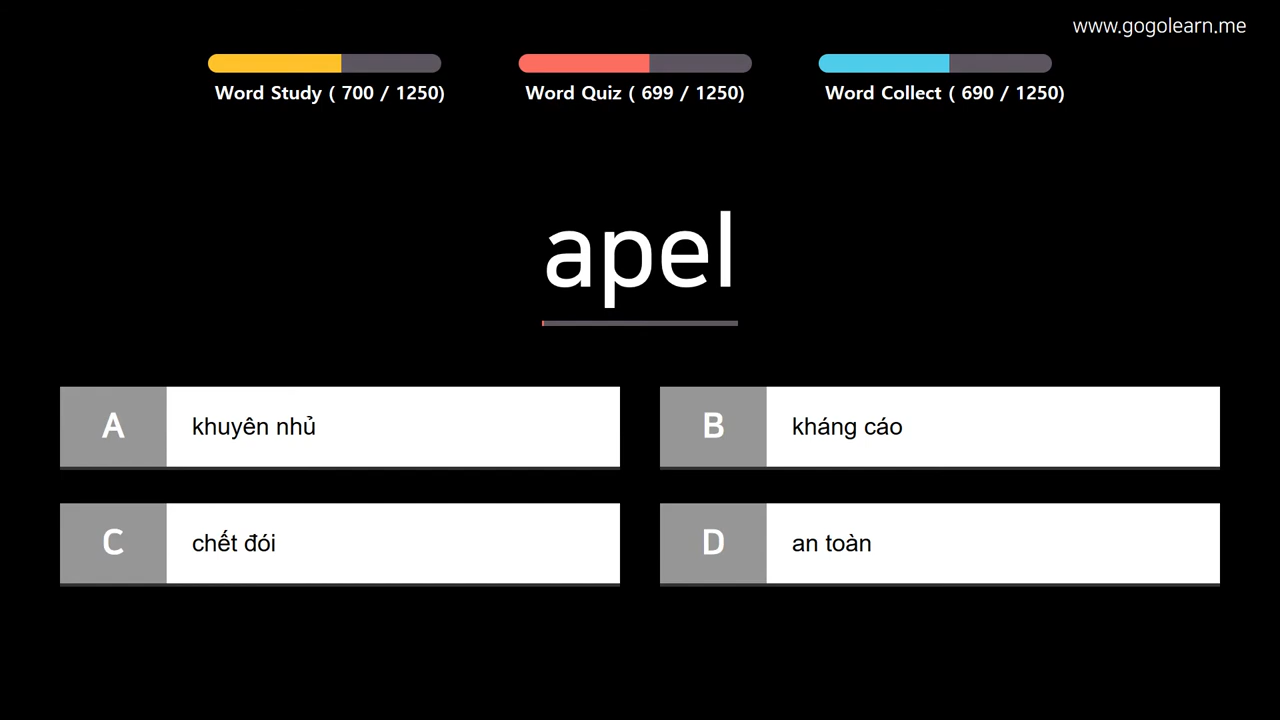 www.gogolearn.me
Word Study ( 700 / 1250)
Word Quiz ( 699 / 1250)
Word Collect ( 690 / 1250)
apel
A khuyên nhủ
B kháng cáo
C chết đói
D an toàn